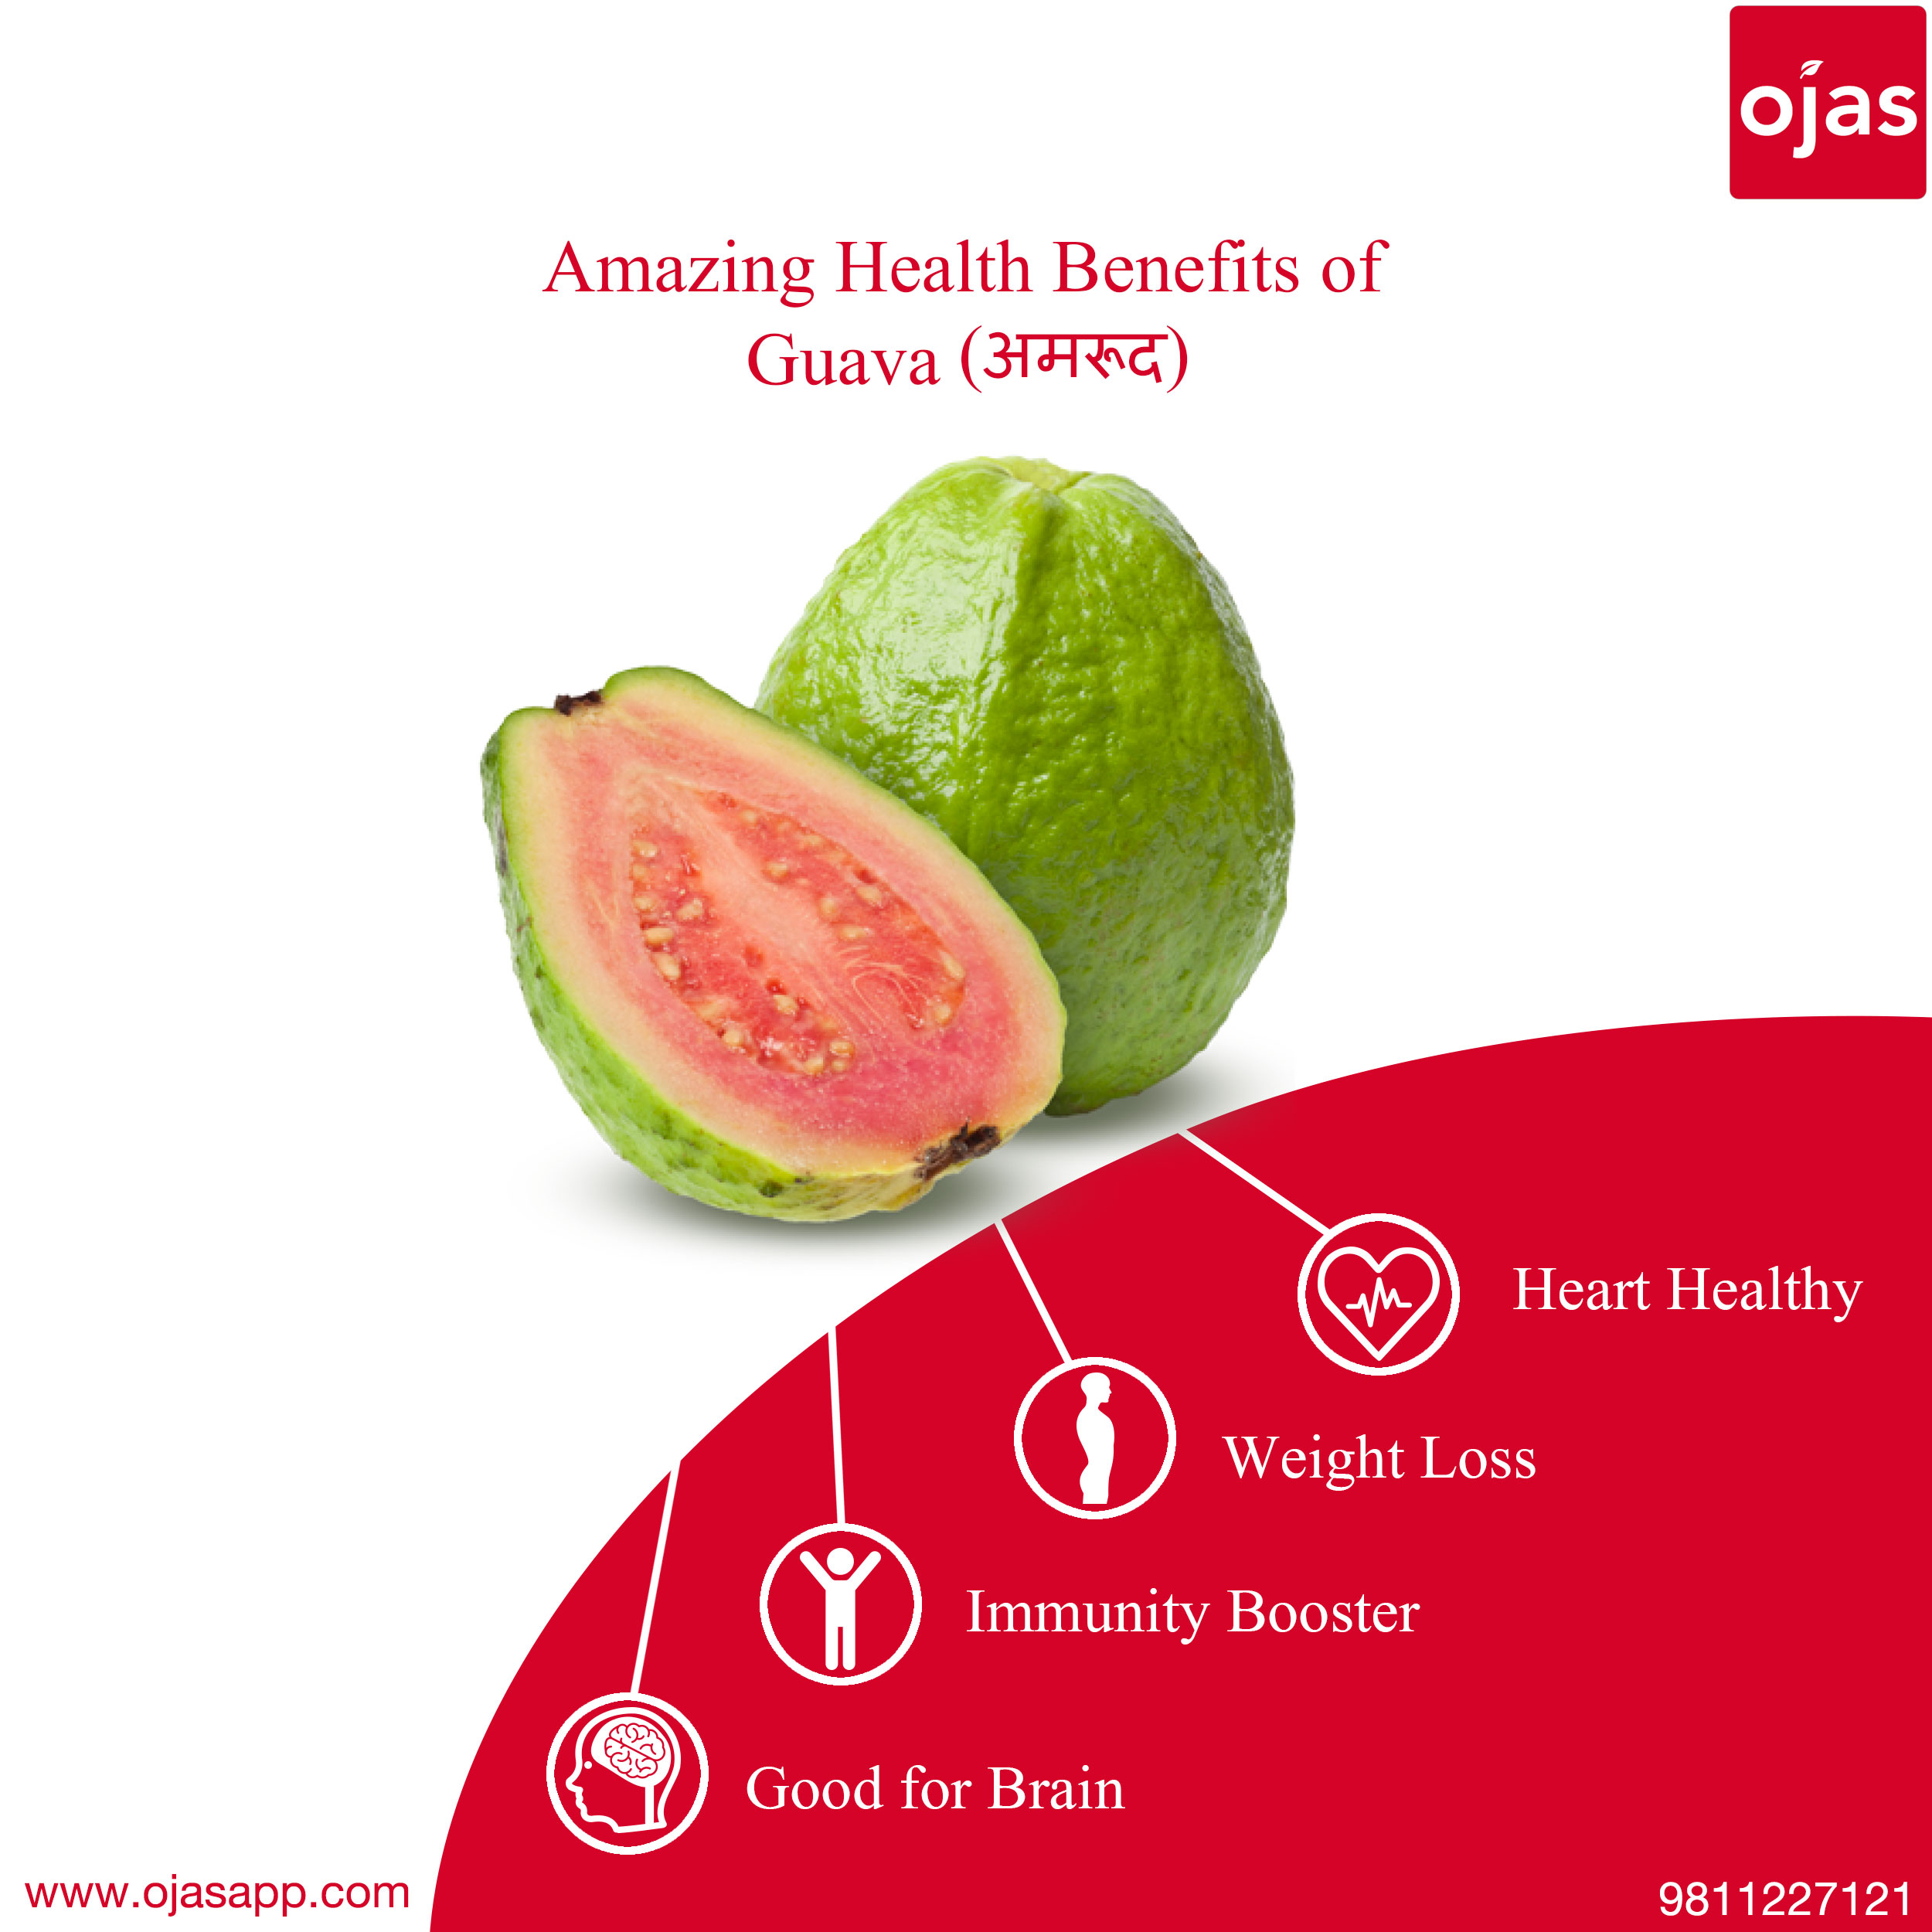 ojas
Amazing Health Benefits of
Guava (अमरूद)
Heart Healthy
Weight Loss
Immunity Booster
Good for Brain
www.ojasapp.com
9811227121